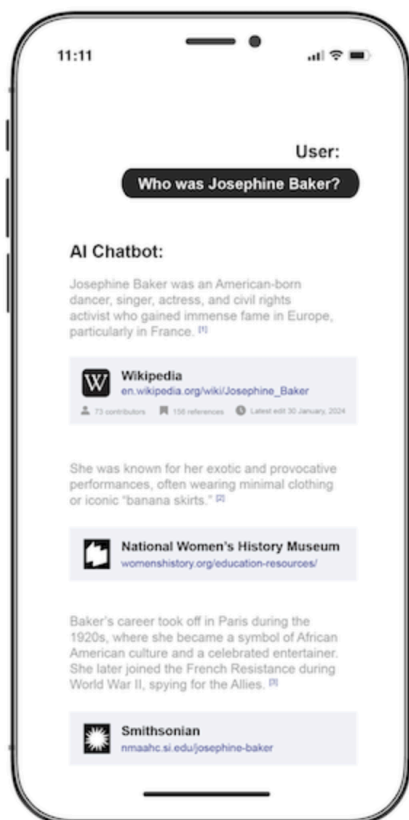 11:11
User:
Who was Josephine Baker?
AI Chatbot:
Josephine Baker was an American-born
dancer, singer, actress, and civil rights
activist who gained immense fame in Europe,
particularly in France. [1]
W
Wikipedia
en.wikipedia.org/wiki/Josephine_Baker
73 contributors 156 references Latest edit 30 January, 2024
She was known for her exotic and provocative
performances, often wearing minimal clothing
or iconic “banana skirts.” [2]
National Women’s History Museum
womenshistory.org/education-resources/
Baker’s career took off in Paris during the
1920s, where she became a symbol of African
American culture and a celebrated entertainer.
She later joined the French Resistance during
World War II, spying for the Allies. [3]
Smithsonian
nmaahc.si.edu/josephine-baker